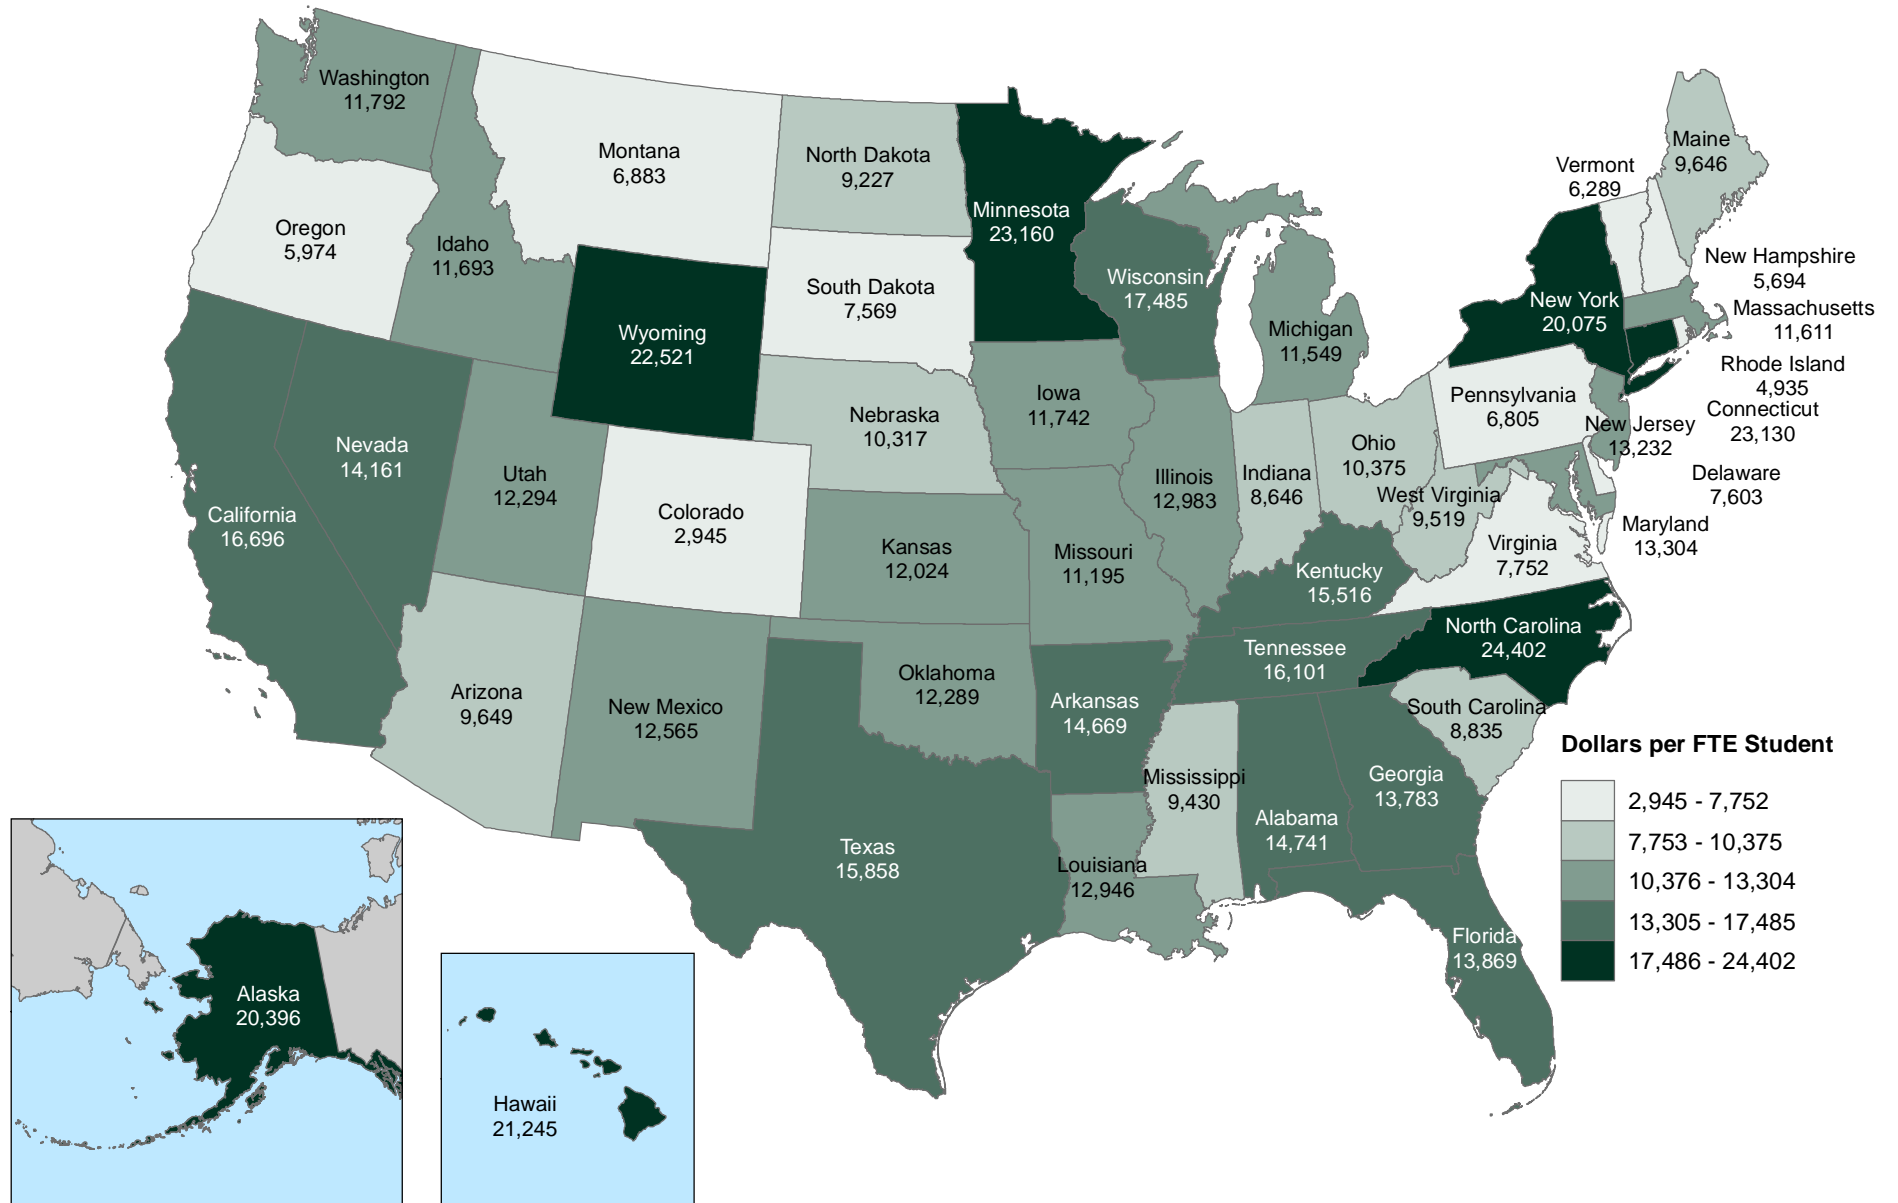 Washington
11,792
Montana
6,883
North Dakota
9,227
Minnesota
23,160
Maine
9,646
Vermont
6,289
Oregon
5,974
Idaho
11,693
Wisconsin
17,485
New Hampshire
5,694
South Dakota
7,569
New York
20,075
Massachusetts
11,611
Wyoming
22,521
Michigan
11,549
Rhode Island
4,935
Iowa
11,742
Pennsylvania
6,805
Connecticut
23,130
Nebraska
10,317
New Jersey
13,232
Nevada
14,161
Ohio
10,375
Utah
12,294
Illinois
12,983
Indiana
8,646
Delaware
7,603
West Virginia
9,519
California
16,696
Colorado
2,945
Maryland
13,304
Kansas
12,024
Missouri
11,195
Virginia
7,752
Kentucky
15,516
North Carolina
24,402
Tennessee
16,101
Oklahoma
12,289
Arizona
9,649
New Mexico
12,565
Arkansas
14,669
South Carolina
8,835
Mississippi
9,430
Georgia
13,783
Alabama
14,741
Texas
15,858
Louisiana
12,946
Florida
13,869
Alaska
20,396
Hawaii
21,245
Dollars per FTE Student
2,945 - 7,752
7,753 - 10,375
10,376 - 13,304
13,305 - 17,485
17,486 - 24,402